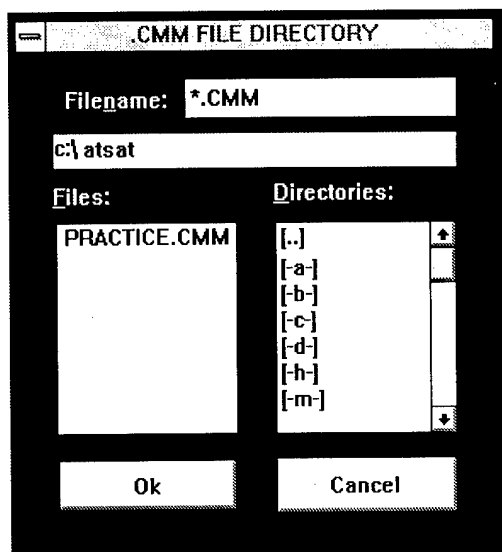 .CMM FILE DIRECTORY
Filename: *.CMM
c:\ atsat
Files:
Directories:
PRACTICE.CMM
[..]
[-a-]
[-b-]
[-c-]
[-d-]
[-h-]
[-m-]
Ok
Cancel